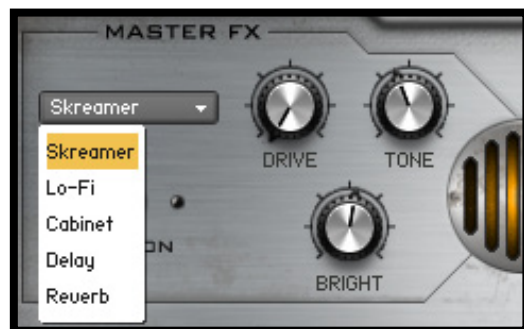 MASTER FX
Skreamer
Skreamer
Lo-Fi
Cabinet
Delay
Reverb
DRIVE
TONE
BRIGHT